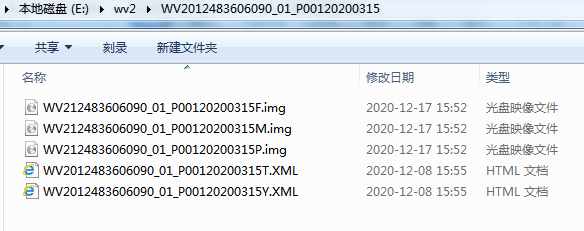 本地磁盘 (E:) ▸ wv2 ▸ WV2012483606090_01_P00120200315
共享 ▼ 刻录 新建文件夹
名称 修改日期 类型
WV212483606090_01_P00120200315F.img 2020-12-17 15:52 光盘映像文件
WV212483606090_01_P00120200315M.img 2020-12-17 15:52 光盘映像文件
WV212483606090_01_P00120200315P.img 2020-12-17 15:52 光盘映像文件
WV2012483606090_01_P00120200315T.XML 2020-12-08 15:55 HTML 文档
WV2012483606090_01_P00120200315Y.XML 2020-12-08 15:55 HTML 文档